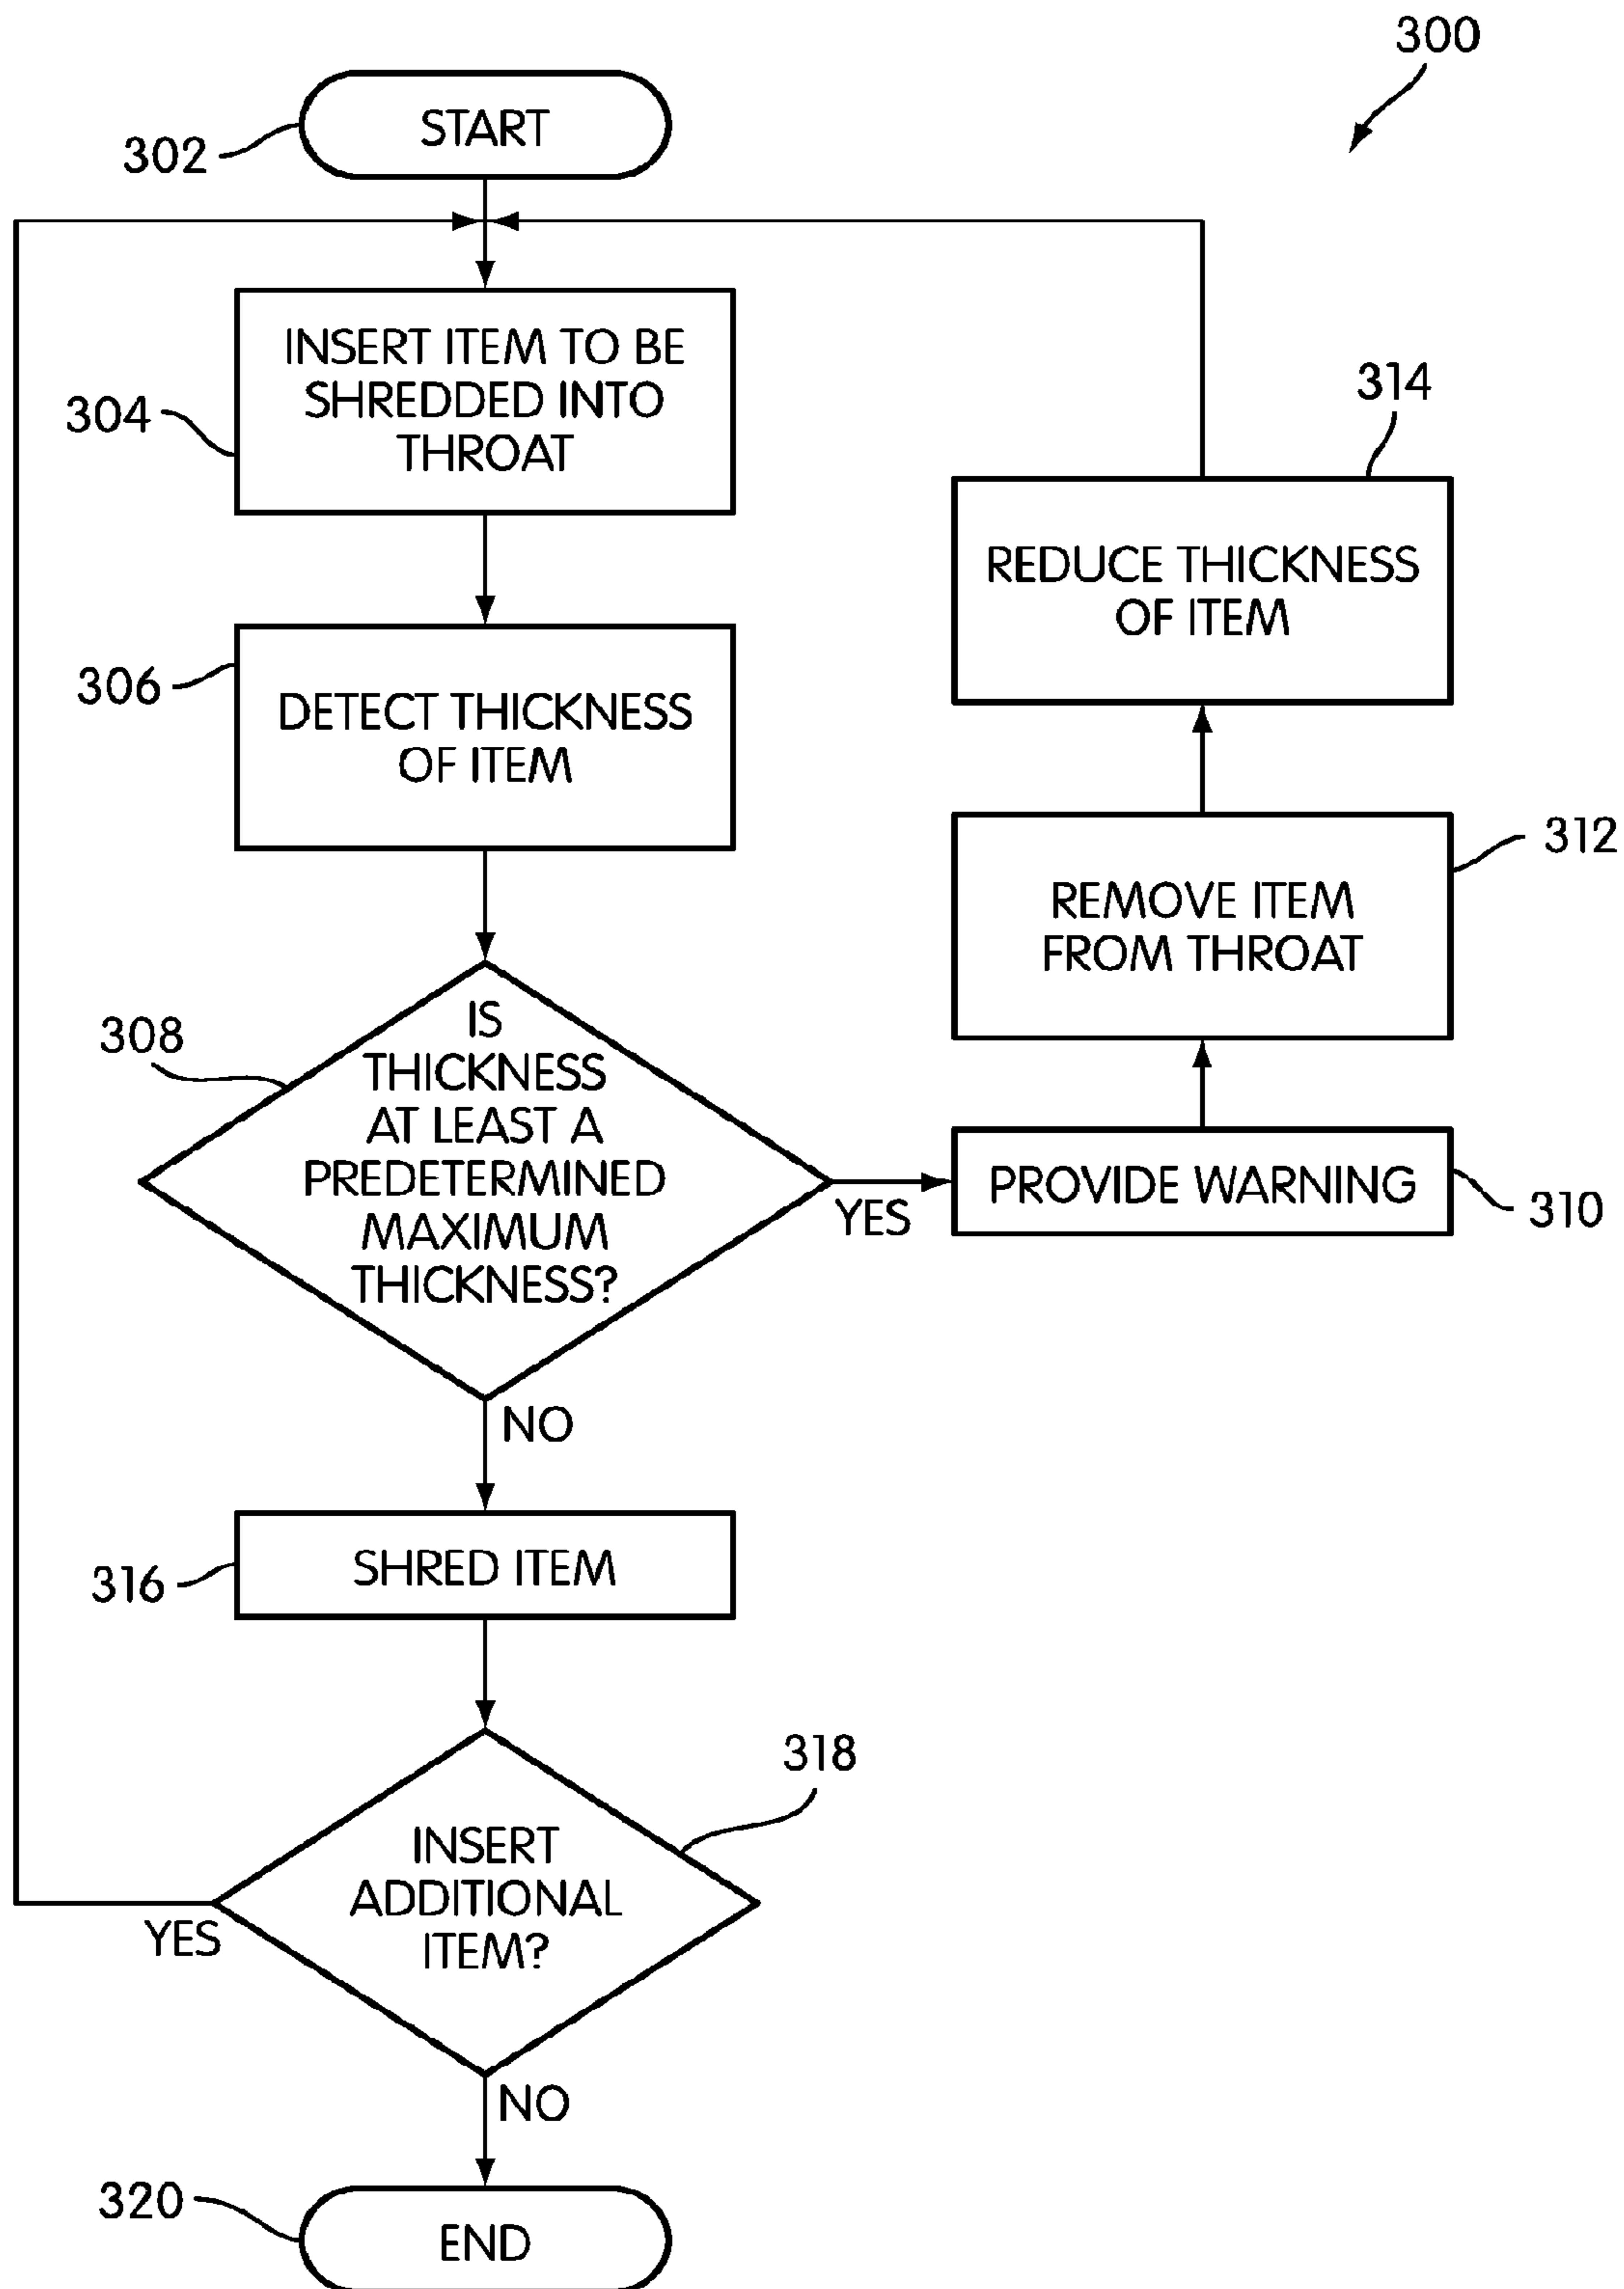 300
START
302
INSERT ITEM TO BE
SHREDDED INTO
THROAT
304
314
REDUCE THICKNESS
OF ITEM
306
DETECT THICKNESS
OF ITEM
312
REMOVE ITEM
FROM THROAT
308
IS
THICKNESS
AT LEAST A
PREDETERMINED
MAXIMUM
THICKNESS?
YES
PROVIDE WARNING
310
NO
316
SHRED ITEM
318
INSERT
ADDITIONAL
ITEM?
YES
NO
320
END